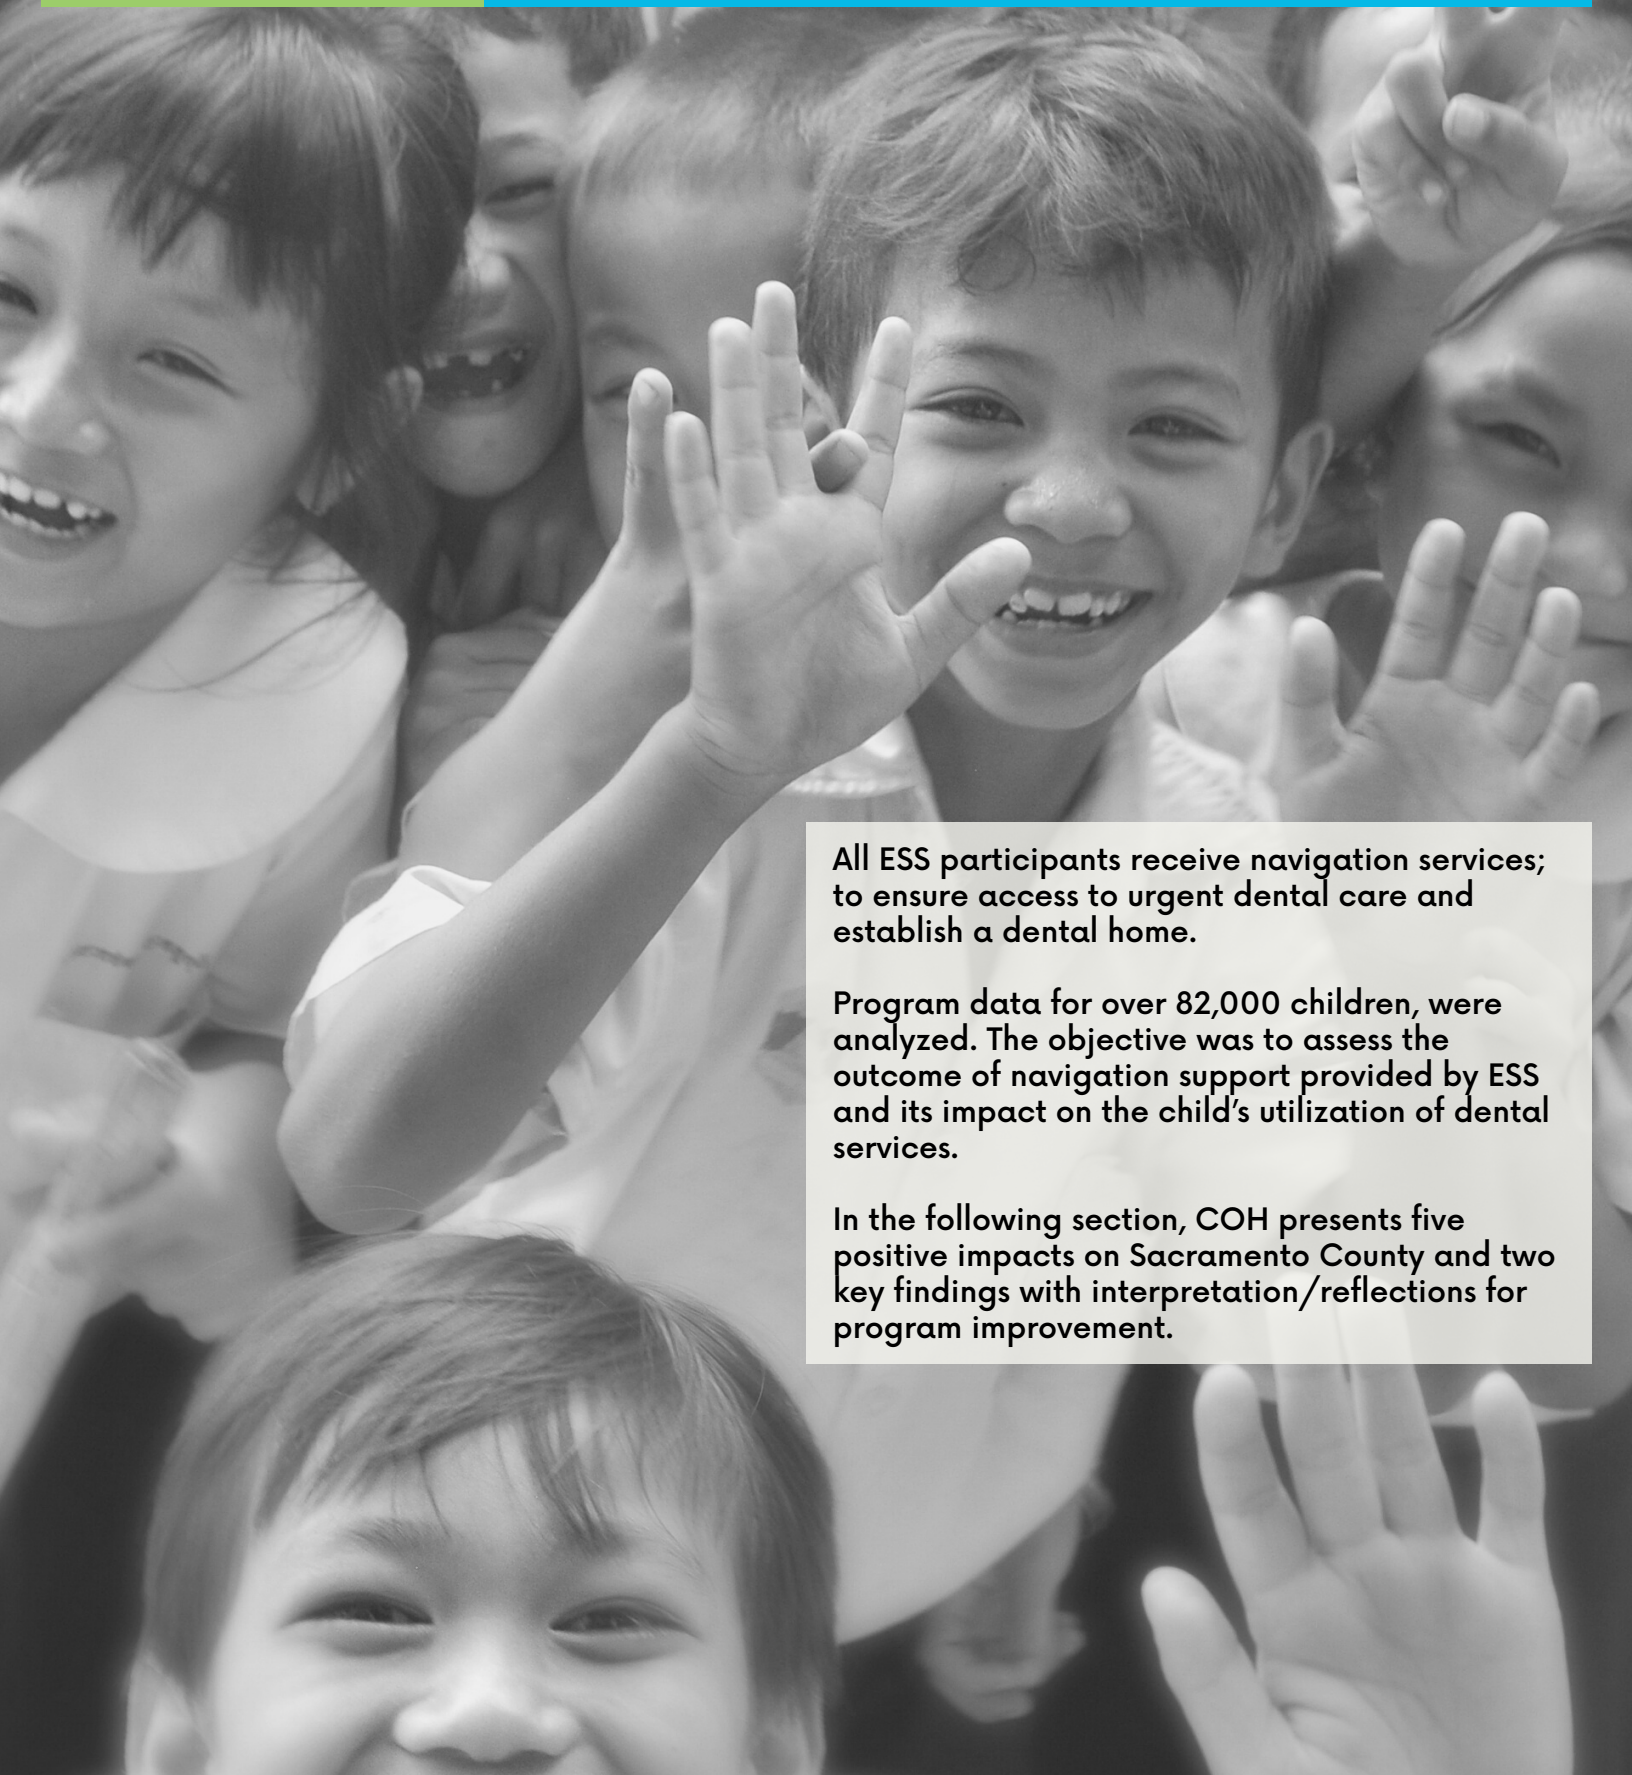 All ESS participants receive navigation services;
to ensure access to urgent dental care and
establish a dental home.
Program data for over 82,000 children, were
analyzed. The objective was to assess the
outcome of navigation support provided by ESS
and its impact on the child’s utilization of dental
services.
In the following section, COH presents five
positive impacts on Sacramento County and two
key findings with interpretation/reflections for
program improvement.